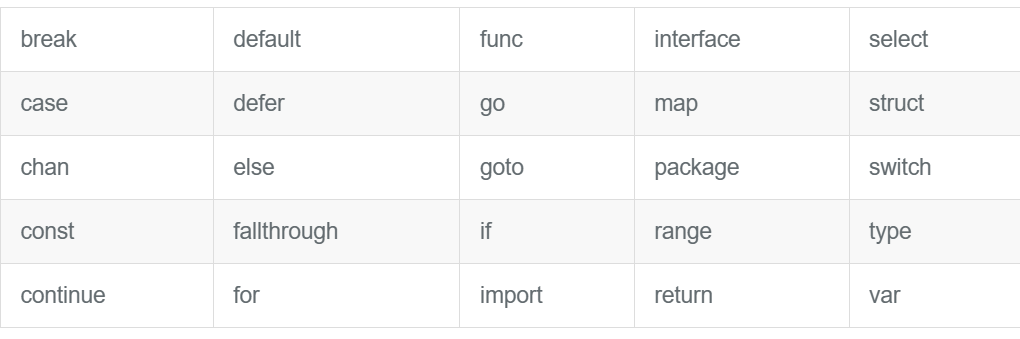 break default func interface select
case defer go map struct
chan else goto package switch
const fallthrough if range type
continue for import return var